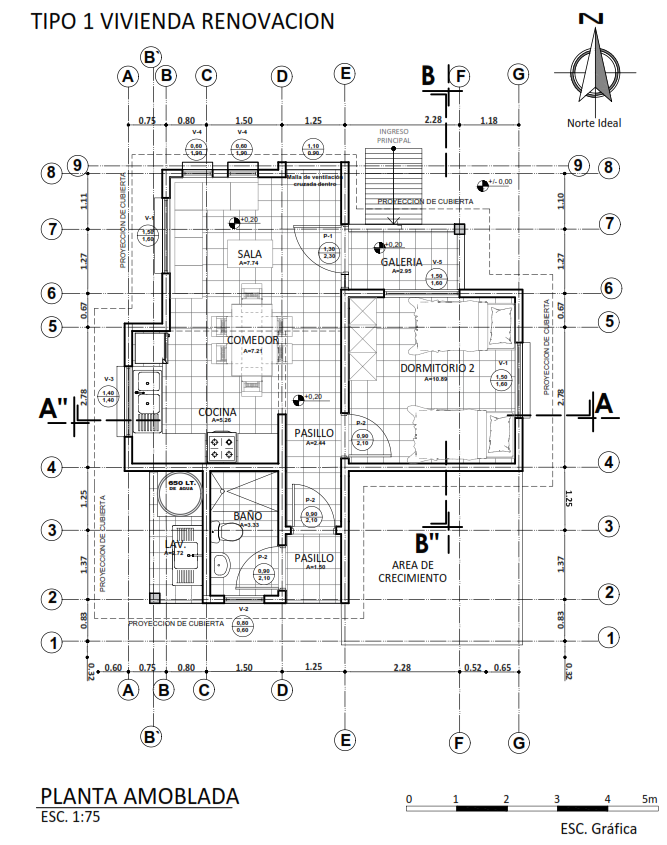 TIPO 1 VIVIENDA RENOVACION
Z
Norte Ideal
B
A B" B C D E F G
0.75 0.80 1.50 1.25 2.28 1.18
V-4
0,60
1,90
V-4
0,60
1,90
1,10
0,90
INGRESO
PRINCIPAL
9 9
8 8
Malla de ventilación
cruzada dentro
+/- 0,00
PROYECCION DE CUBIERTA
PROYECCION DE CUBIERTA
1.11 1.10
+0,20
7 7
V-1
1,50
1,60
P-1
1,30
2,30
+0,20
SALA
A=7.74
GALERIA
A=2.95
V-5
1,50
1,60
1.27 1.27
6 6
0.67 0.67
5 5
PROYECCION DE CUBIERTA
COMEDOR
A=7.21
DORMITORIO 2
A=10.89
V-1
1,50
1,60
V-3
1,40
1,40
2.78 2.78
+0,20
A" A
COCINA
A=5.26
PASILLO
A=2.44
P-2
0,90
2,10
4 4
650 LT.
DE AGUA
1.25 1.25
PROYECCION DE CUBIERTA
P-2
0,90
2,10
BAÑO
A=3.33
3 3
LAV.
A=2.72
B"
P-2
0,90
2,10
PASILLO
A=1.50
AREA DE
CRECIMIENTO
1.37 1.37
2 2
V-2
0,80
0,60
PROYECCION DE CUBIERTA
0.83 0.83
1 1
0.32 0.32
0.60 0.75 0.80 1.50 1.25 2.28 0.52 0.65
A B C D
B" E F G
PLANTA AMOBLADA
ESC. 1:75
0 1 2 3 4 5m
ESC. Gráfica